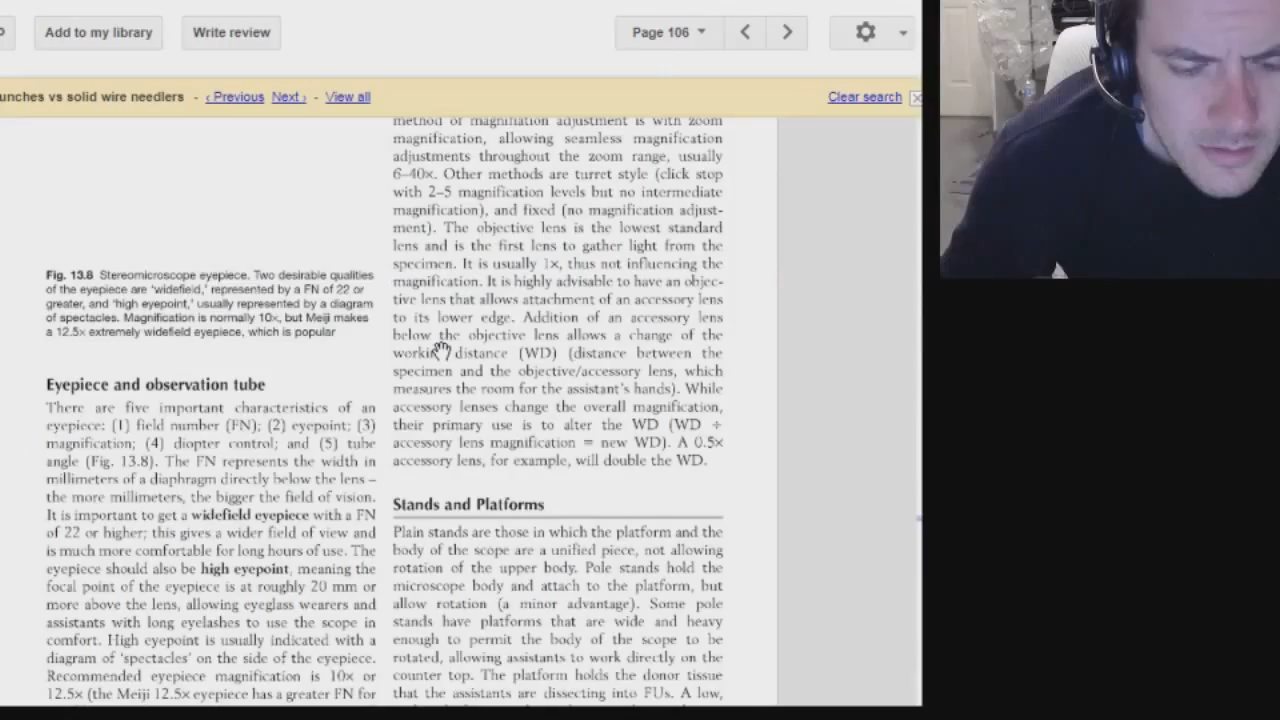 Add to my library
Write review
Page 106
unches vs solid wire needlers - ‹ Previous Next › - View all
Clear search
Fig. 13.8 Stereomicroscope eyepiece. Two desirable qualities
of the eyepiece are 'widefield,' represented by a FN of 22 or
greater, and 'high eyepoint,' usually represented by a diagram
of spectacles. Magnification is normally 10×, but Meiji makes
a 12.5× extremely widefield eyepiece, which is popular
Eyepiece and observation tube
There are five important characteristics of an
eyepiece: (1) field number (FN); (2) eyepoint; (3)
magnification; (4) diopter control; and (5) tube
angle (Fig. 13.8). The FN represents the width in
millimeters of a diaphragm directly below the lens –
the more millimeters, the bigger the field of vision.
It is important to get a widefield eyepiece with a FN
of 22 or higher; this gives a wider field of view and
is much more comfortable for long hours of use. The
eyepiece should also be high eyepoint, meaning the
focal point of the eyepiece is at roughly 20 mm or
more above the lens, allowing eyeglass wearers and
assistants with long eyelashes to use the scope in
comfort. High eyepoint is usually indicated with a
diagram of 'spectacles' on the side of the eyepiece.
Recommended eyepiece magnification is 10× or
12.5× (the Meiji 12.5× eyepiece has a greater FN for
method of magnification adjustment is with zoom
magnification, allowing seamless magnification
adjustments throughout the zoom range, usually
6–40×. Other methods are turret style (click stop
with 2–5 magnification levels but no intermediate
magnification), and fixed (no magnification adjust-
ment). The objective lens is the lowest standard
lens and is the first lens to gather light from the
specimen. It is usually 1×, thus not influencing the
magnification. It is highly advisable to have an objec-
tive lens that allows attachment of an accessory lens
to its lower edge. Addition of an accessory lens
below the objective lens allows a change of the
working distance (WD) (distance between the
specimen and the objective/accessory lens, which
measures the room for the assistant's hands). While
accessory lenses change the overall magnification,
their primary use is to alter the WD (WD ÷
accessory lens magnification = new WD). A 0.5×
accessory lens, for example, will double the WD.
Stands and Platforms
Plain stands are those in which the platform and the
body of the scope are a unified piece, not allowing
rotation of the upper body. Pole stands hold the
microscope body and attach to the platform, but
allow rotation (a minor advantage). Some pole
stands have platforms that are wide and heavy
enough to permit the body of the scope to be
rotated, allowing assistants to work directly on the
counter top. The platform holds the donor tissue
that the assistants are dissecting into FUs. A low,